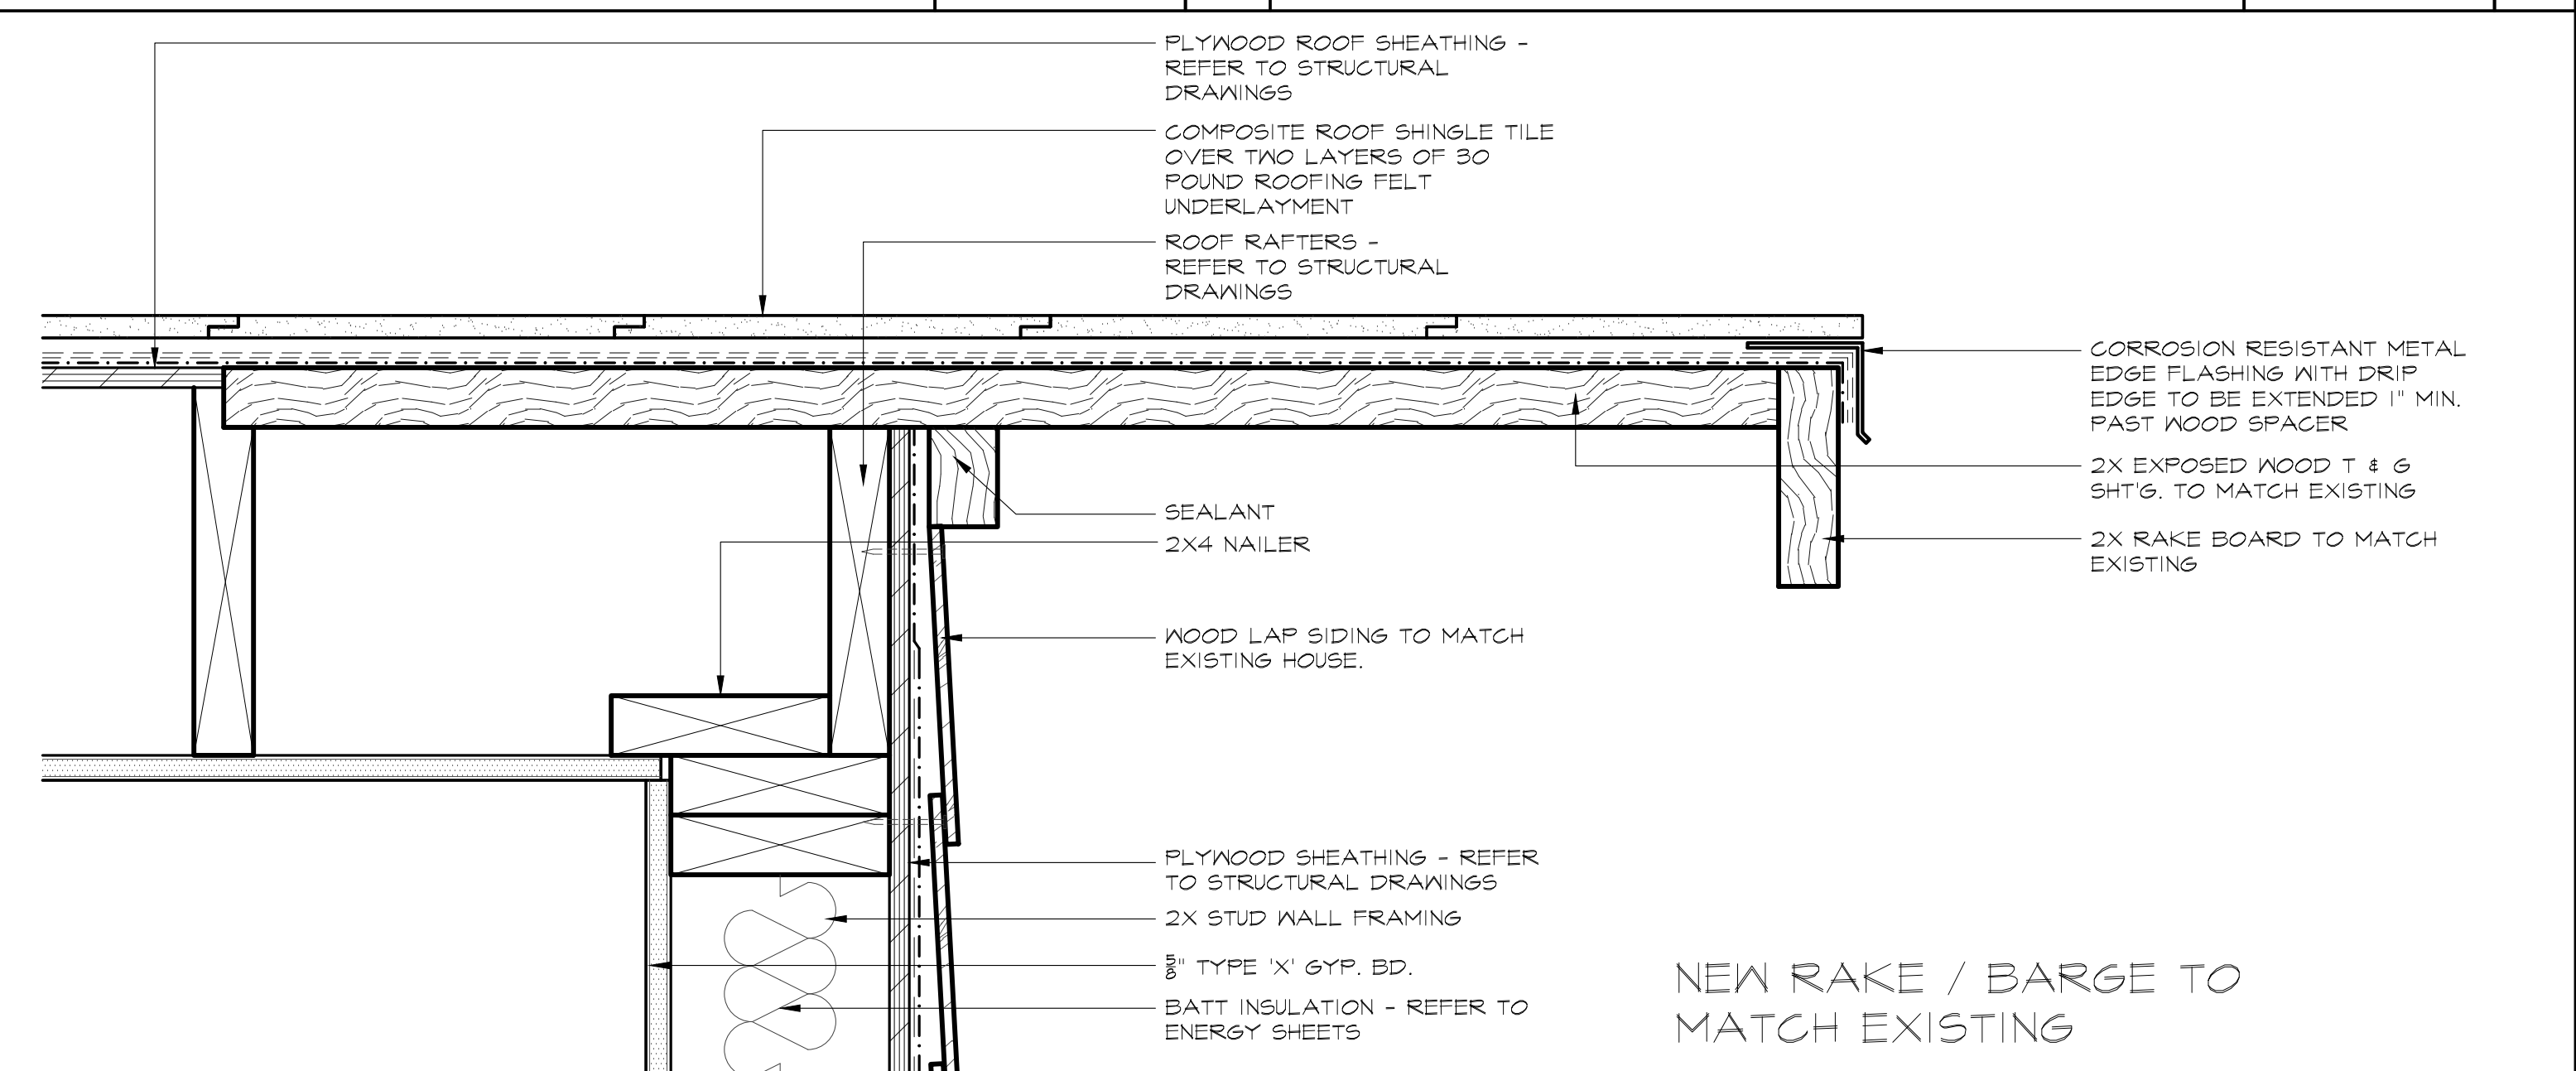 PLYWOOD ROOF SHEATHING -
REFER TO STRUCTURAL
DRAWINGS
COMPOSITE ROOF SHINGLE TILE
OVER TWO LAYERS OF 30
POUND ROOFING FELT
UNDERLAYMENT
ROOF RAFTERS -
REFER TO STRUCTURAL
DRAWINGS
CORROSION RESISTANT METAL
EDGE FLASHING WITH DRIP
EDGE TO BE EXTENDED 1" MIN.
PAST WOOD SPACER
2X EXPOSED WOOD T & G
SHT'G. TO MATCH EXISTING
2X RAKE BOARD TO MATCH
EXISTING
SEALANT
2X4 NAILER
WOOD LAP SIDING TO MATCH
EXISTING HOUSE.
PLYWOOD SHEATHING - REFER
TO STRUCTURAL DRAWINGS
2X STUD WALL FRAMING
5/8" TYPE 'X' GYP. BD.
BATT INSULATION - REFER TO
ENERGY SHEETS
NEW RAKE / BARGE TO
MATCH EXISTING